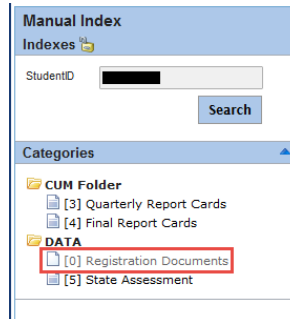 Manual Index
Indexes
StudentID
Search
Categories
CUM Folder
[3] Quarterly Report Cards
[4] Final Report Cards
DATA
[0] Registration Documents
[5] State Assessment